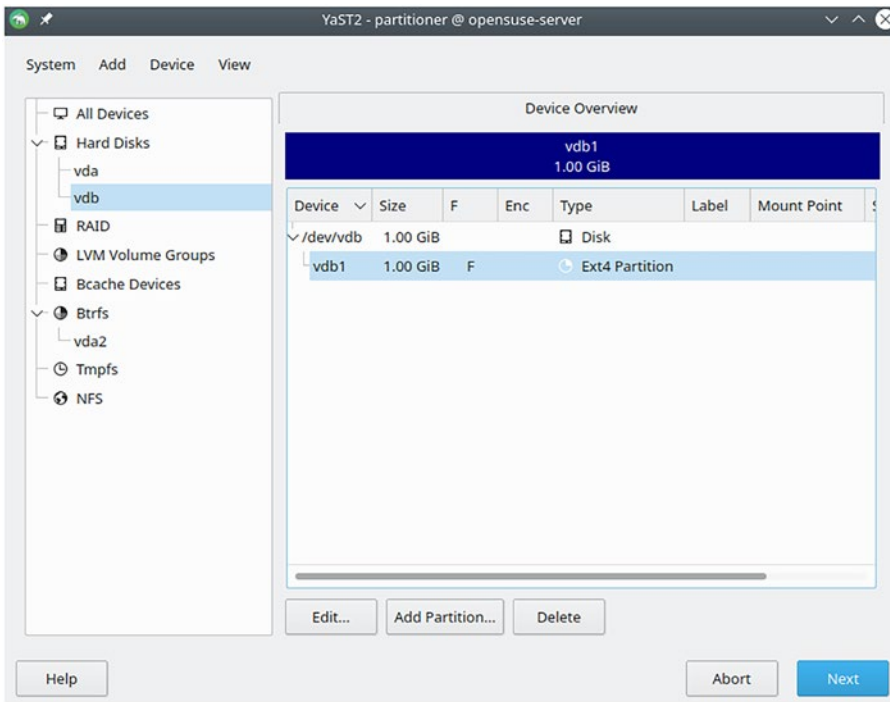 YaST2 - partitioner @ opensuse-server
System Add Device View
All Devices
Hard Disks
vda
vdb
RAID
LVM Volume Groups
Bcache Devices
Btrfs
vda2
Tmpfs
NFS
Device Overview
vdb1
1.00 GiB
Device Size F Enc Type Label Mount Point
/dev/vdb 1.00 GiB Disk
vdb1 1.00 GiB F Ext4 Partition
Edit... Add Partition... Delete
Help Abort Next